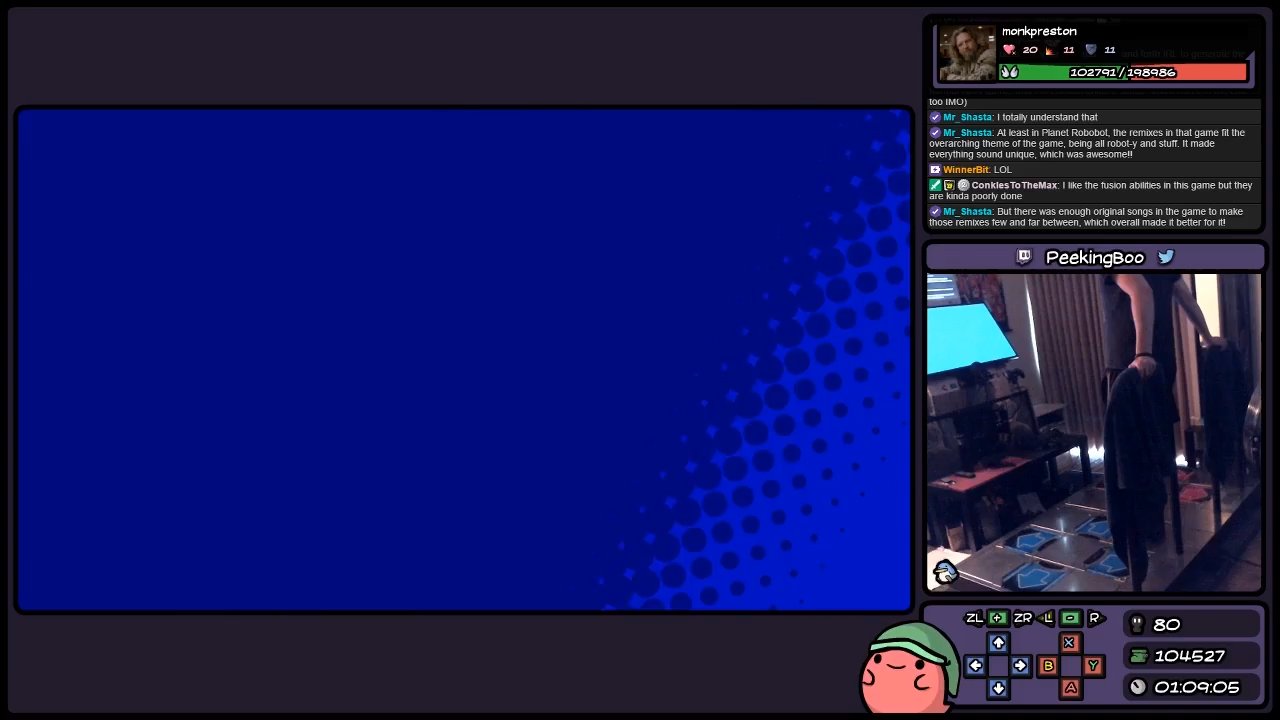 monkpreston
20 11 11
102791/198986
too IMO)
Mr_Shasta: I totally understand that
Mr_Shasta: At least in Planet Robobot, the remixes in that game fit the
overarching theme of the game, being all robot-y and stuff. It made
everything sound unique, which was awesome!!
WinnerBit: LOL
ConkiesToTheMax: I like the fusion abilities in this game but they
are kinda poorly done
Mr_Shasta: But there was enough original songs in the game to make
those remixes few and far between, which overall made it better for it!
PeekingBoo
ZL + ZR L - R
X
B Y
A
80
104527
01:09:05